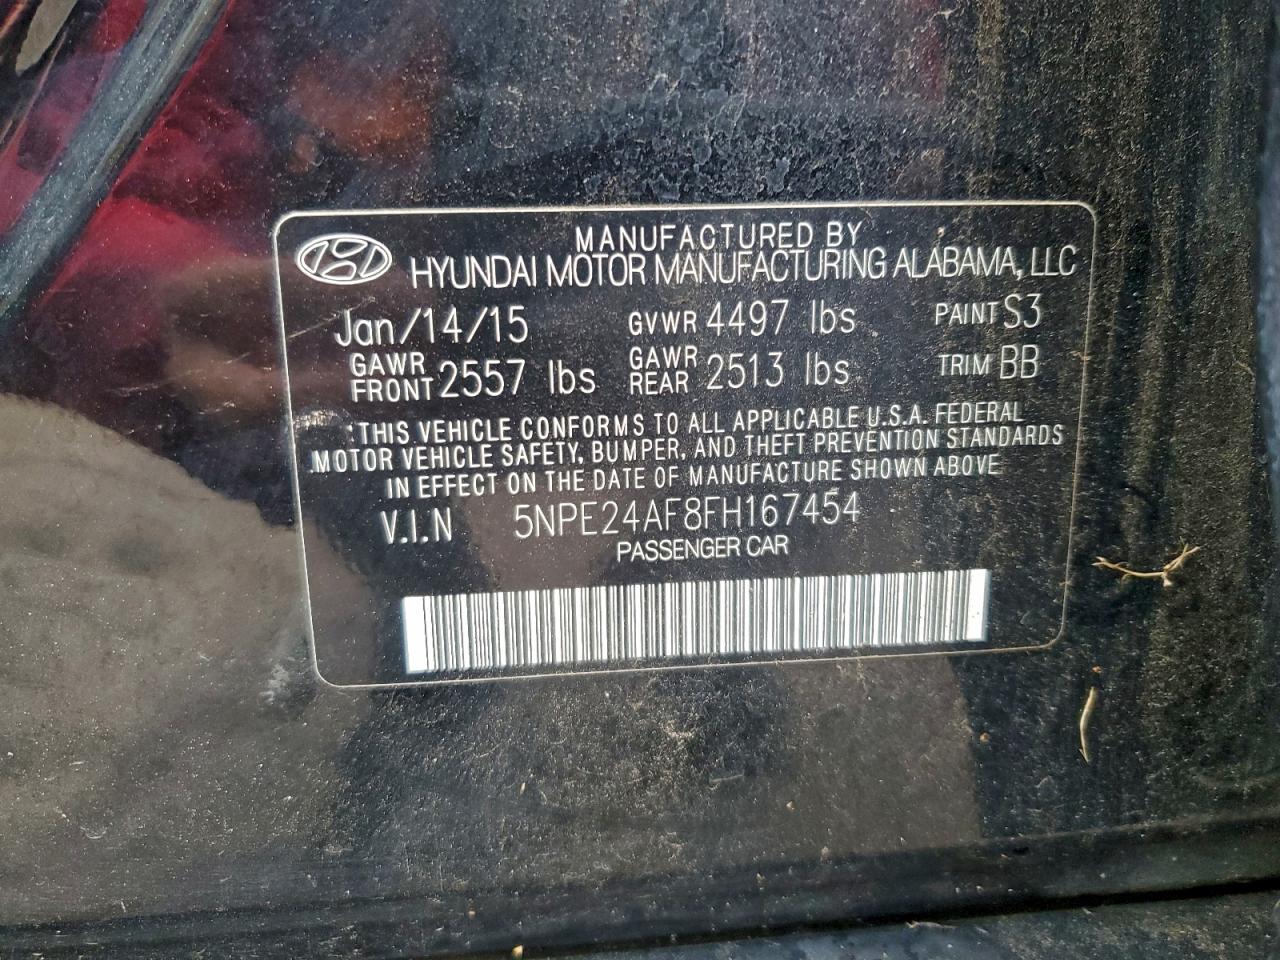 MANUFACTURED BY
HYUNDAI MOTOR MANUFACTURING ALABAMA, LLC
Jan/14/15 GVWR 4497 lbs PAINT S3
GAWR FRONT 2557 lbs GAWR REAR 2513 lbs TRIM BB
THIS VEHICLE CONFORMS TO ALL APPLICABLE U.S.A. FEDERAL
MOTOR VEHICLE SAFETY, BUMPER, AND THEFT PREVENTION STANDARDS
IN EFFECT ON THE DATE OF MANUFACTURE SHOWN ABOVE
V.I.N 5NPE24AF8FH167454
PASSENGER CAR